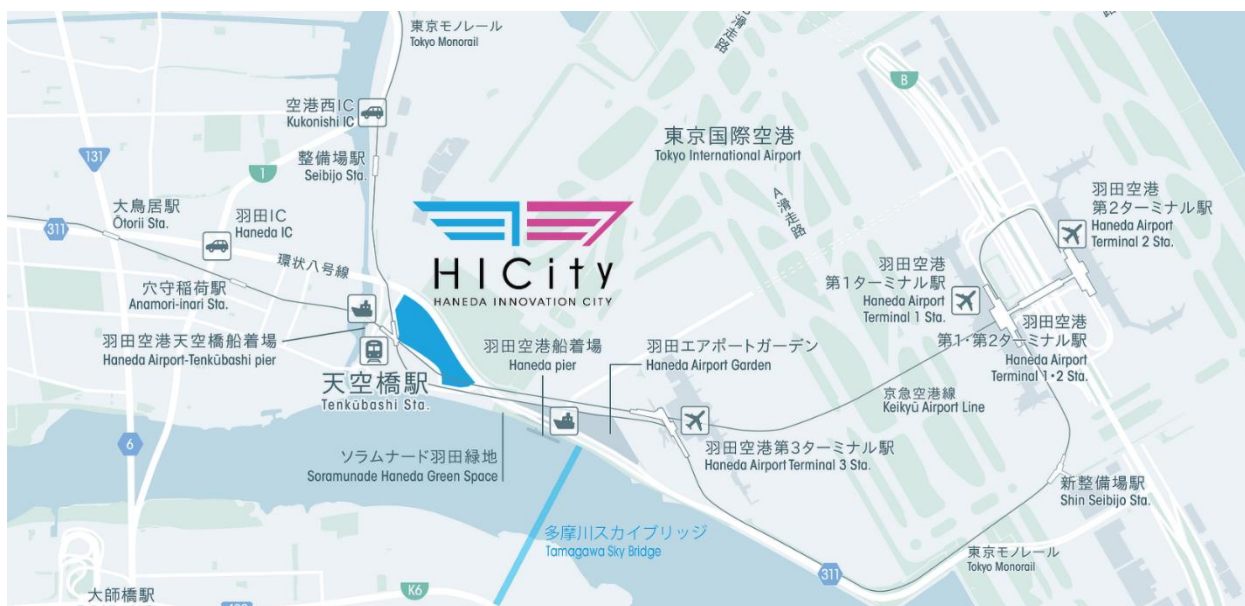 東京モノレール
Tokyo Monorail
B
空港西IC
Kukonishi IC
東京国際空港
Tokyo International Airport
131
整備場駅
Seibijo Sta.
1
羽田空港
第2ターミナル駅
Haneda Airport
Terminal 2 Sta.
A滑走路
大鳥居駅
Ōtorii Sta.
311
羽田IC
Haneda IC
環状八号線
HICity
HANEDA INNOVATION CITY
羽田空港
第1ターミナル駅
Haneda Airport
Terminal 1 Sta.
穴守稲荷駅
Anamori-inari Sta.
羽田空港天空橋船着場
Haneda Airport-Tenkūbashi pier
羽田空港船着場
Haneda pier
羽田エアポートガーデン
Haneda Airport Garden
羽田空港
第1・第2ターミナル駅
Haneda Airport
Terminal 1・2 Sta.
天空橋駅
Tenkūbashi Sta.
京急空港線
Keikyū Airport Line
6
ソラムナード羽田緑地
Soramunade Haneda Green Space
羽田空港第3ターミナル駅
Haneda Airport Terminal 3 Sta.
新整備場駅
Shin Seibijo Sta.
多摩川スカイブリッジ
Tamagawa Sky Bridge
東京モノレール
Tokyo Monorail
311
大師橋駅
K6